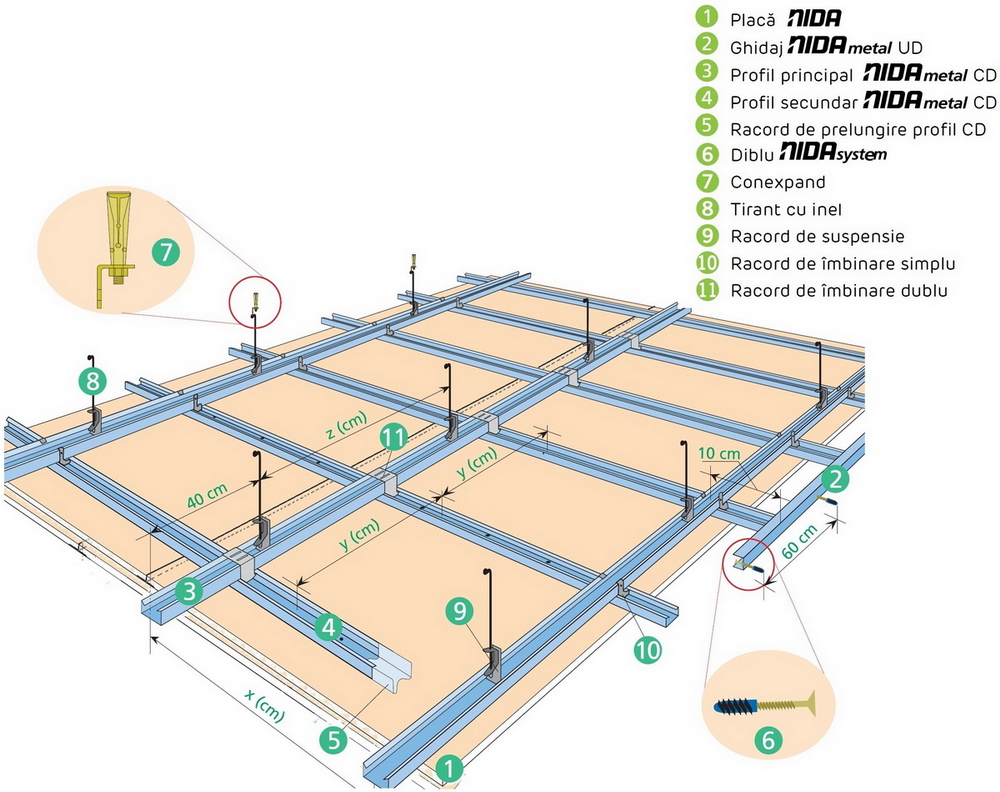 1 Placă NIDA
2 Ghidaj NIDA metal UD
3 Profil principal NIDA metal CD
4 Profil secundar NIDA metal CD
5 Racord de prelungire profil CD
6 Diblu NIDA system
7 Conexpand
8 Tirant cu inel
9 Racord de suspensie
10 Racord de îmbinare simplu
11 Racord de îmbinare dublu
7
8
z (cm)
11
y (cm)
10 cm
2
40 cm
y (cm)
60 cm
3
4
9
10
x (cm)
5
6
1